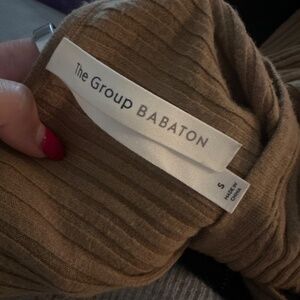 The Group BABATON
S
MADE IN
CHINA